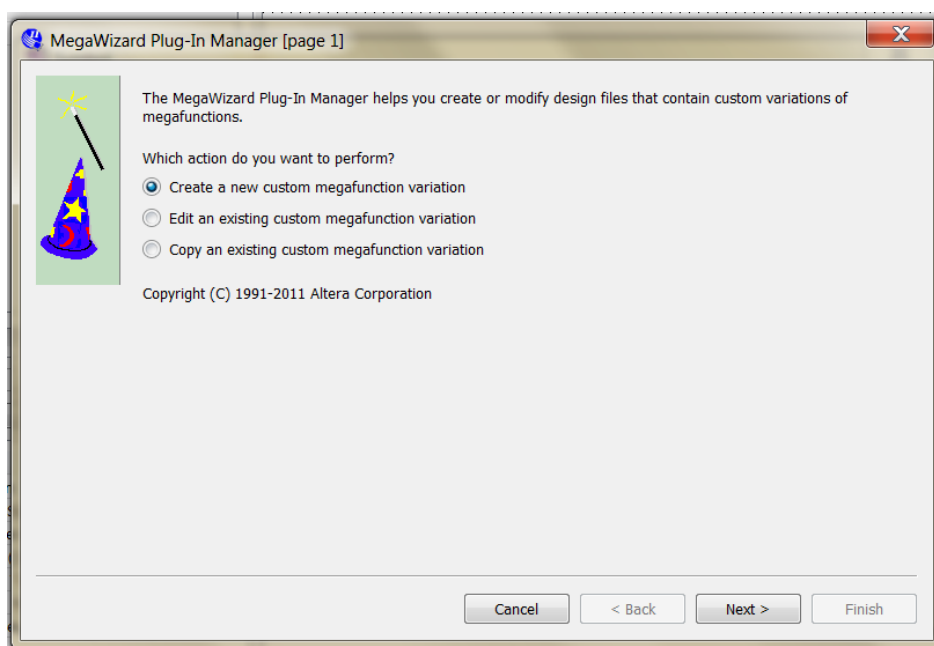 MegaWizard Plug-In Manager [page 1]
The MegaWizard Plug-In Manager helps you create or modify design files that contain custom variations of
megafunctions.
Which action do you want to perform?
Create a new custom megafunction variation
Edit an existing custom megafunction variation
Copy an existing custom megafunction variation
Copyright (C) 1991-2011 Altera Corporation
Cancel
< Back
Next >
Finish